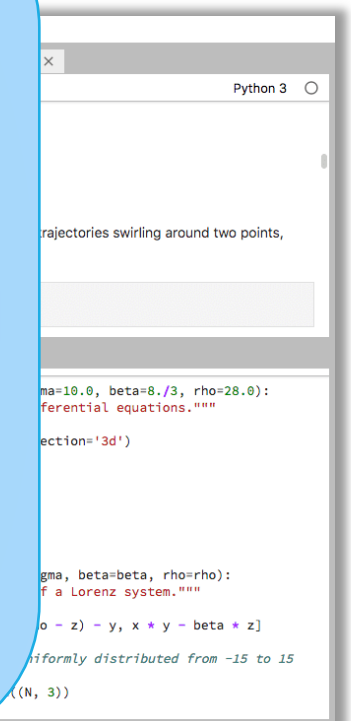 Python 3
trajectories swirling around two points,
ma=10.0, beta=8./3, rho=28.0):
ferential equations."""
ection='3d')
gma, beta=beta, rho=rho):
f a Lorenz system."""
o - z) - y, x * y - beta * z]
niformly distributed from -15 to 15
((N, 3))